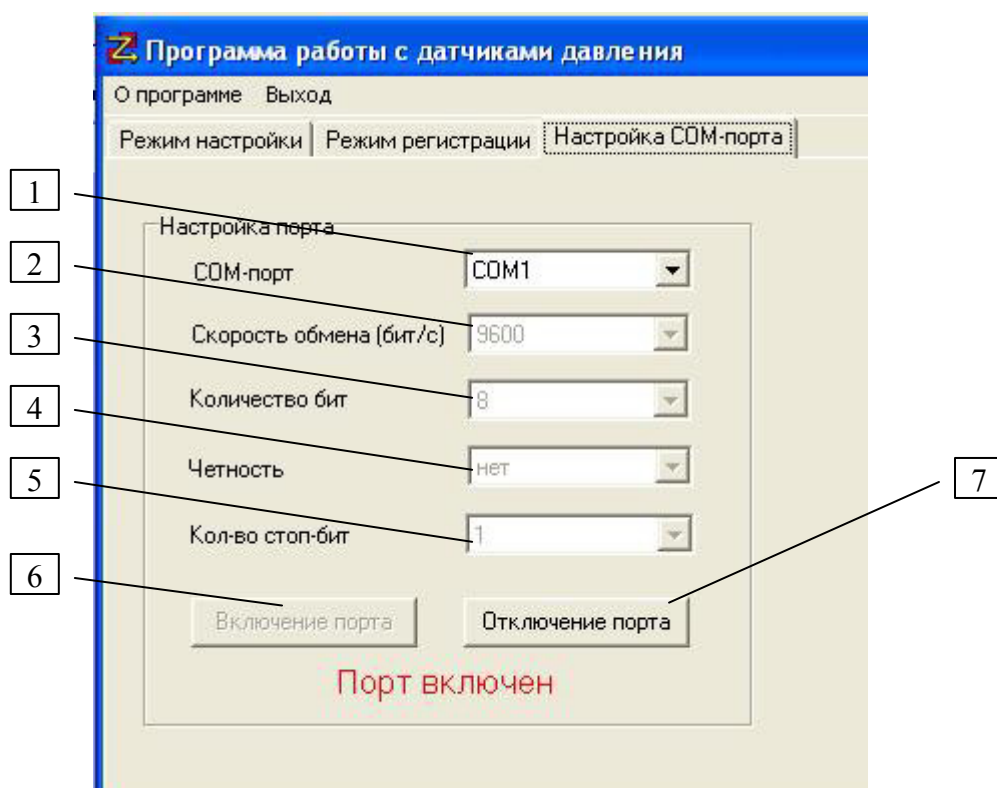 Программа работы с датчиками давления
О программе Выход
Режим настройки Режим регистрации Настройка COM-порта
1
Настройка порта
2
COM-порт COM1
3
Скорость обмена (бит/с) 9600
4
Количество бит 8
5
Четность нет
7
Кол-во стоп-бит 1
6
Включение порта Отключение порта
Порт включен